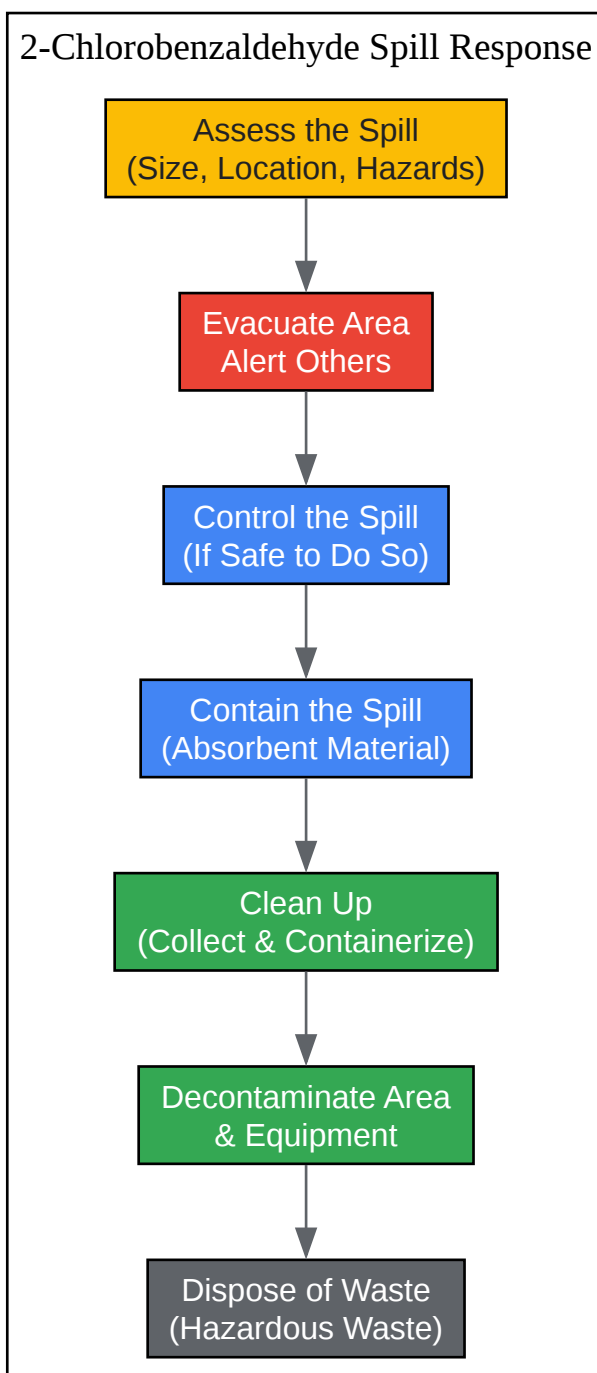 2-Chlorobenzaldehyde Spill Response
Assess the Spill
(Size, Location, Hazards)
Evacuate Area
Alert Others
Control the Spill
(If Safe to Do So)
Contain the Spill
(Absorbent Material)
Clean Up
(Collect & Containerize)
Decontaminate Area
& Equipment
Dispose of Waste
(Hazardous Waste)